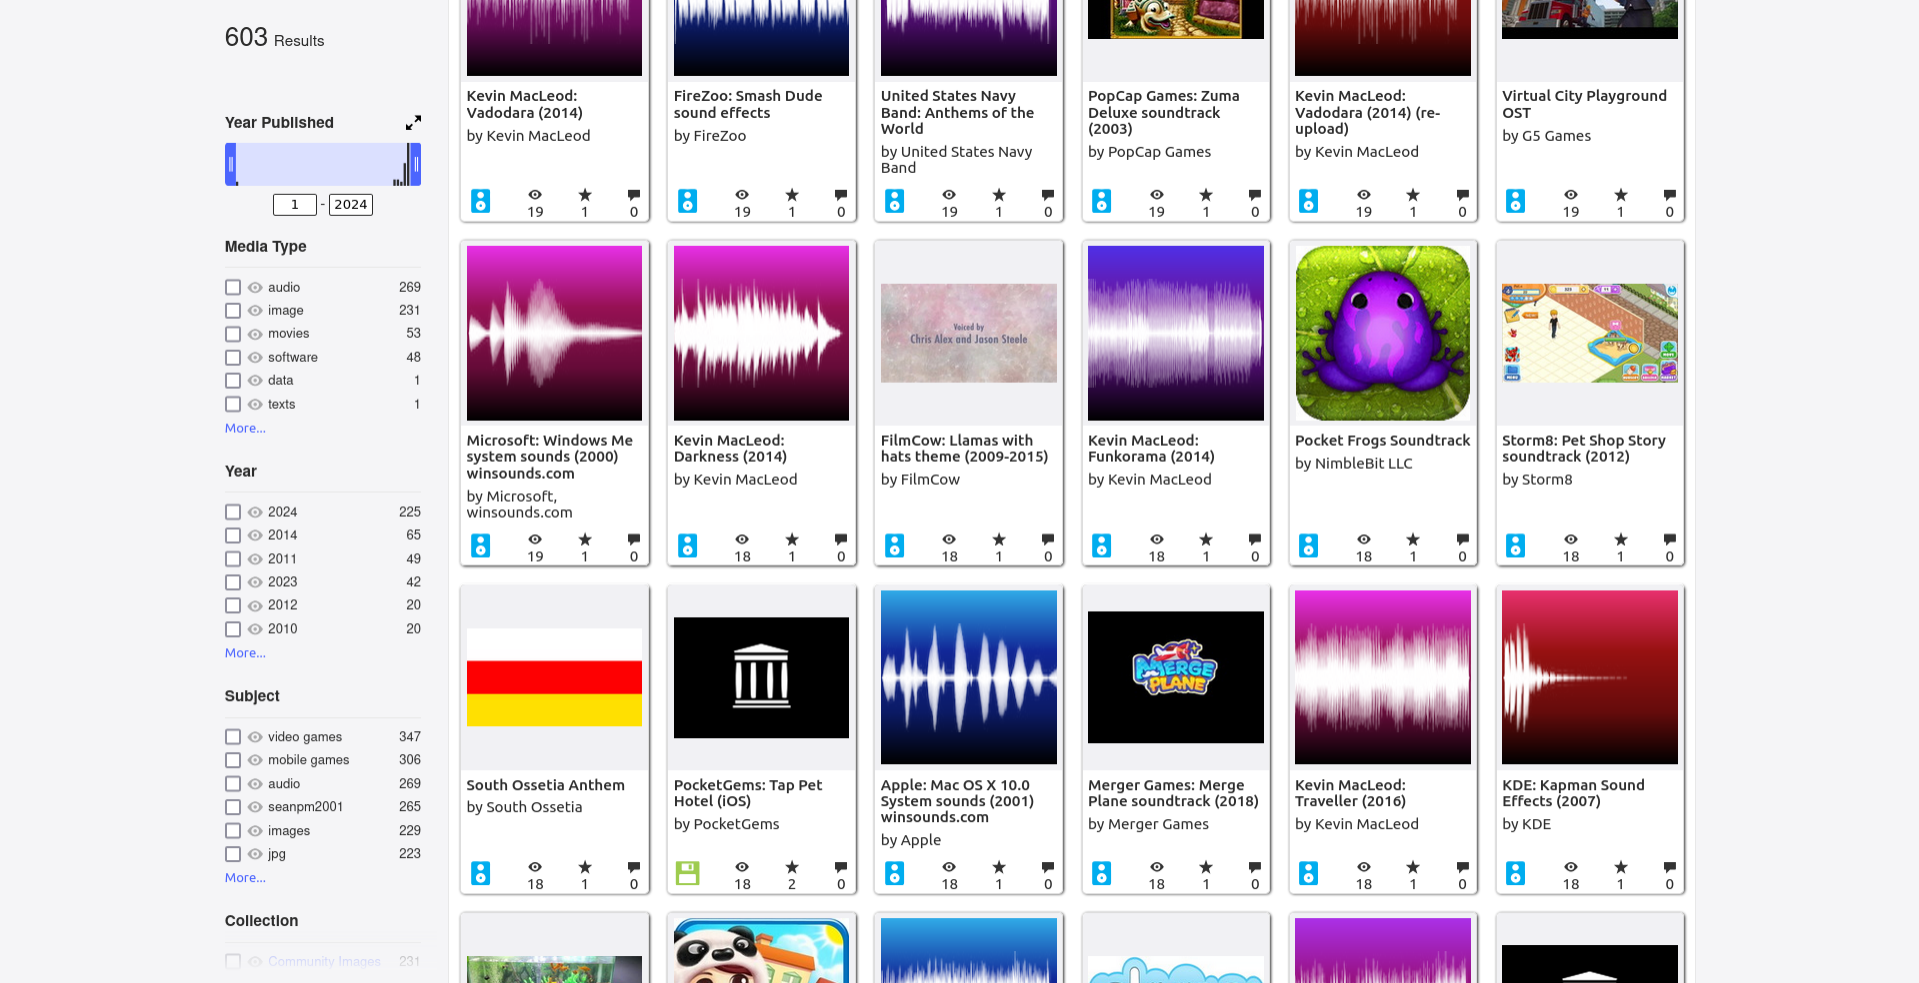 603 Results
Year Published
1 - 2024
Media Type
audio 269
image 231
movies 53
software 48
data 1
texts 1
More...
Year
2024 225
2014 65
2011 49
2023 42
2012 20
2010 20
More...
Subject
video games 347
mobile games 306
audio 269
seanpm2001 265
images 229
jpg 223
More...
Collection
Community Images 231
Kevin MacLeod:
Vadodara (2014)
by Kevin MacLeod
19 1 0
FireZoo: Smash Dude
sound effects
by FireZoo
19 1 0
United States Navy
Band: Anthems of the
World
by United States Navy
Band
19 1 0
PopCap Games: Zuma
Deluxe soundtrack
(2003)
by PopCap Games
19 1 0
Kevin MacLeod:
Vadodara (2014) (re-
upload)
by Kevin MacLeod
19 1 0
Virtual City Playground
OST
by G5 Games
19 1 0
Microsoft: Windows Me
system sounds (2000)
winsounds.com
by Microsoft,
winsounds.com
19 1 0
Kevin MacLeod:
Darkness (2014)
by Kevin MacLeod
18 1 0
Voiced by
Chris Alex and Jason Steele
FilmCow: Llamas with
hats theme (2009-2015)
by FilmCow
18 1 0
Kevin MacLeod:
Funkorama (2014)
by Kevin MacLeod
18 1 0
Pocket Frogs Soundtrack
by NimbleBit LLC
18 1 0
Storm8: Pet Shop Story
soundtrack (2012)
by Storm8
18 1 0
South Ossetia Anthem
by South Ossetia
18 1 0
PocketGems: Tap Pet
Hotel (iOS)
by PocketGems
18 2 0
Apple: Mac OS X 10.0
System sounds (2001)
winsounds.com
by Apple
18 1 0
MERGE
PLANE
Merger Games: Merge
Plane soundtrack (2018)
by Merger Games
18 1 0
Kevin MacLeod:
Traveller (2016)
by Kevin MacLeod
18 1 0
KDE: Kapman Sound
Effects (2007)
by KDE
18 1 0